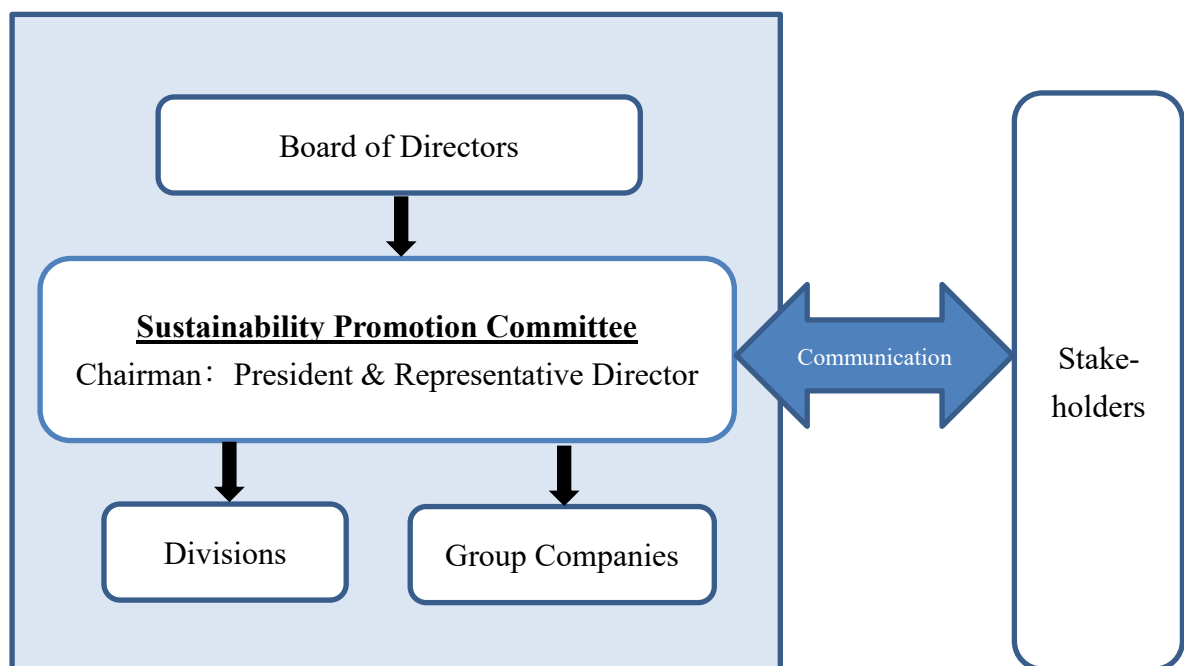 Board of Directors
Sustainability Promotion Committee
Chairman： President & Representative Director
Communication
Stake-
holders
Divisions
Group Companies